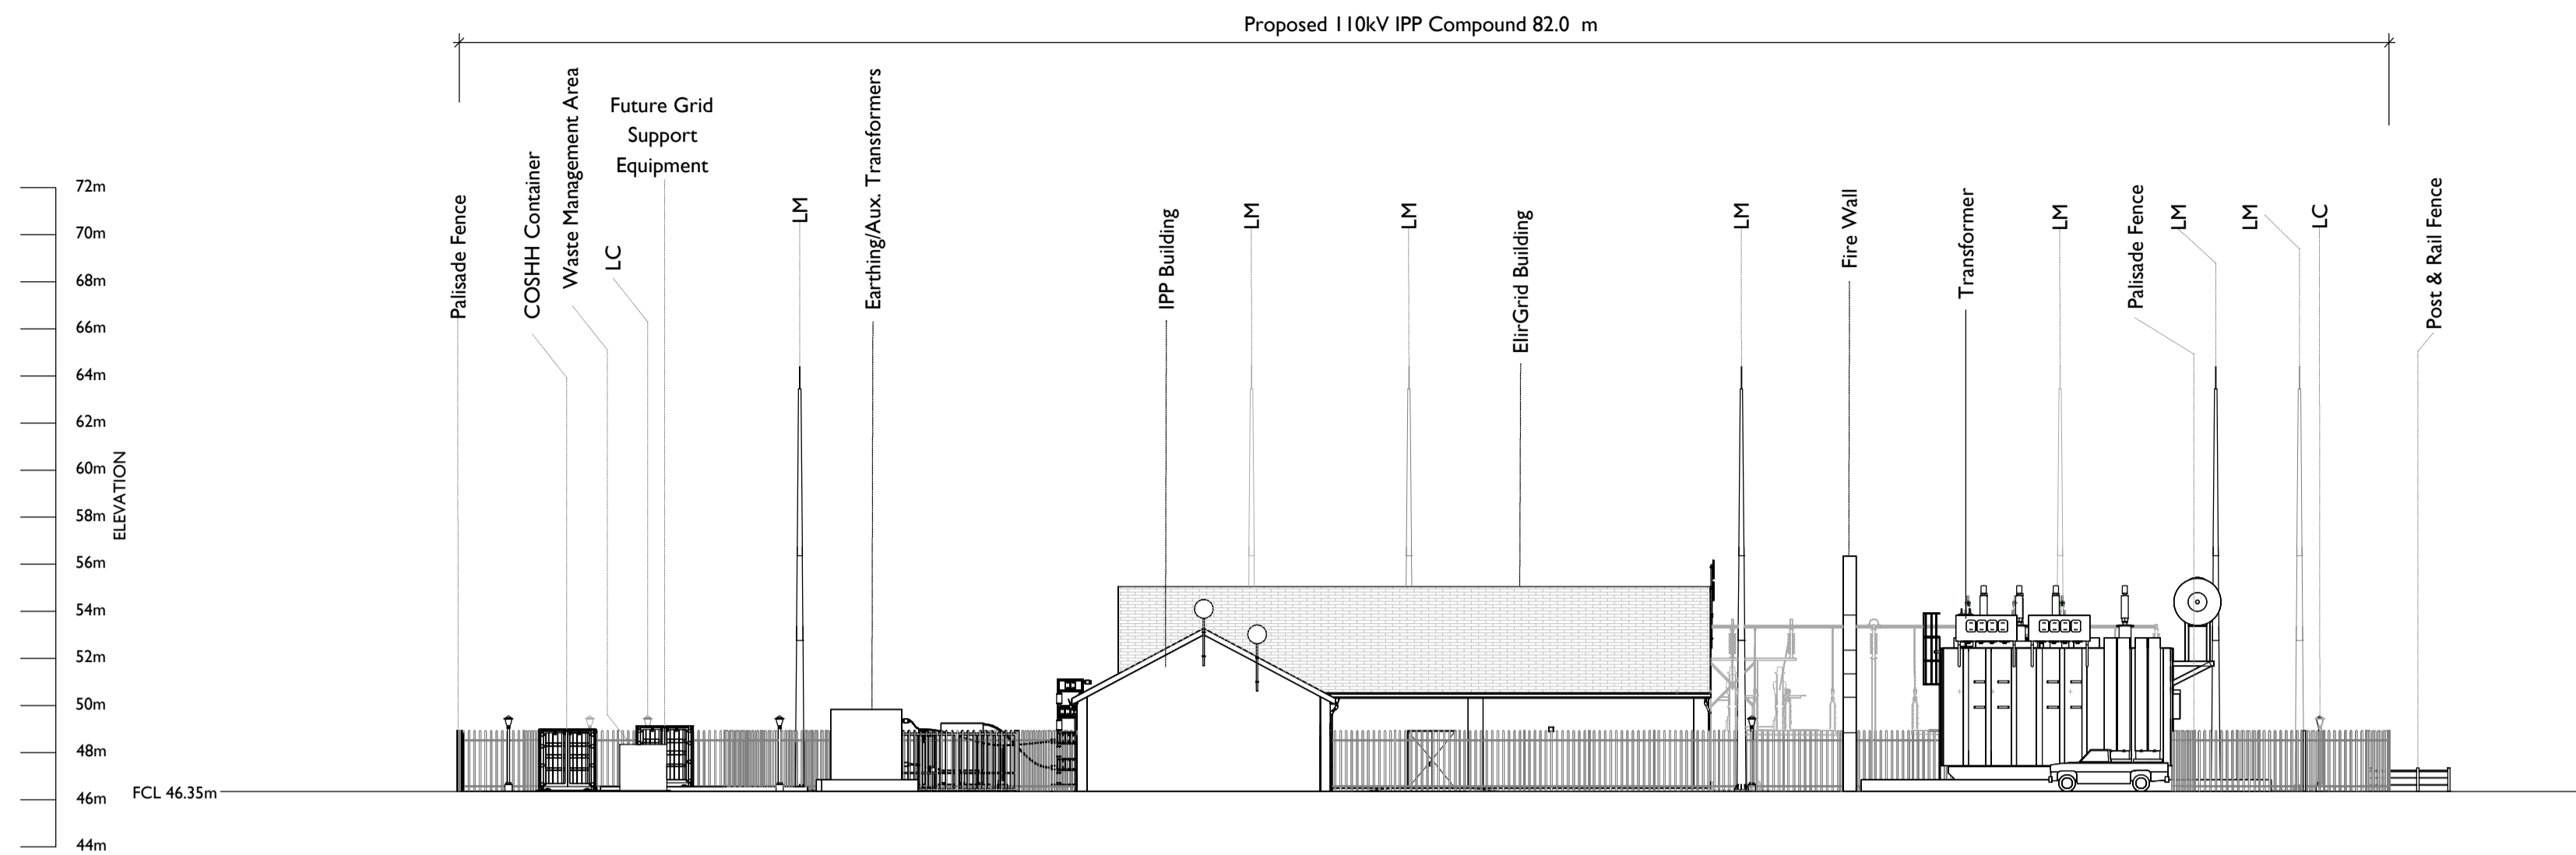 Proposed 110kV IPP Compound 82.0 m
Palisade Fence
COSHH Container
Waste Management Area
LC
Future Grid
Support
Equipment
LM
Earthing/Aux. Transformers
IPP Building
LM
LM
ElirGrid Building
LM
Fire Wall
Transformer
LM
Palisade Fence
LM
LM
LC
Post & Rail Fence
72m
70m
68m
66m
64m
62m
60m
58m
56m
54m
52m
50m
48m
46m
44m
ELEVATION
FCL 46.35m